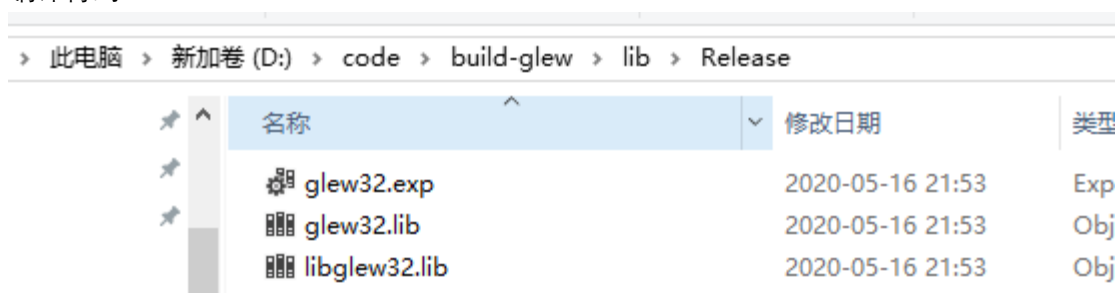 > 此电脑 > 新加卷 (D:) > code > build-glew > lib > Release
名称 修改日期
glew32.exp 2020-05-16 21:53 Exp
glew32.lib 2020-05-16 21:53 Obj
libglew32.lib 2020-05-16 21:53 Obj